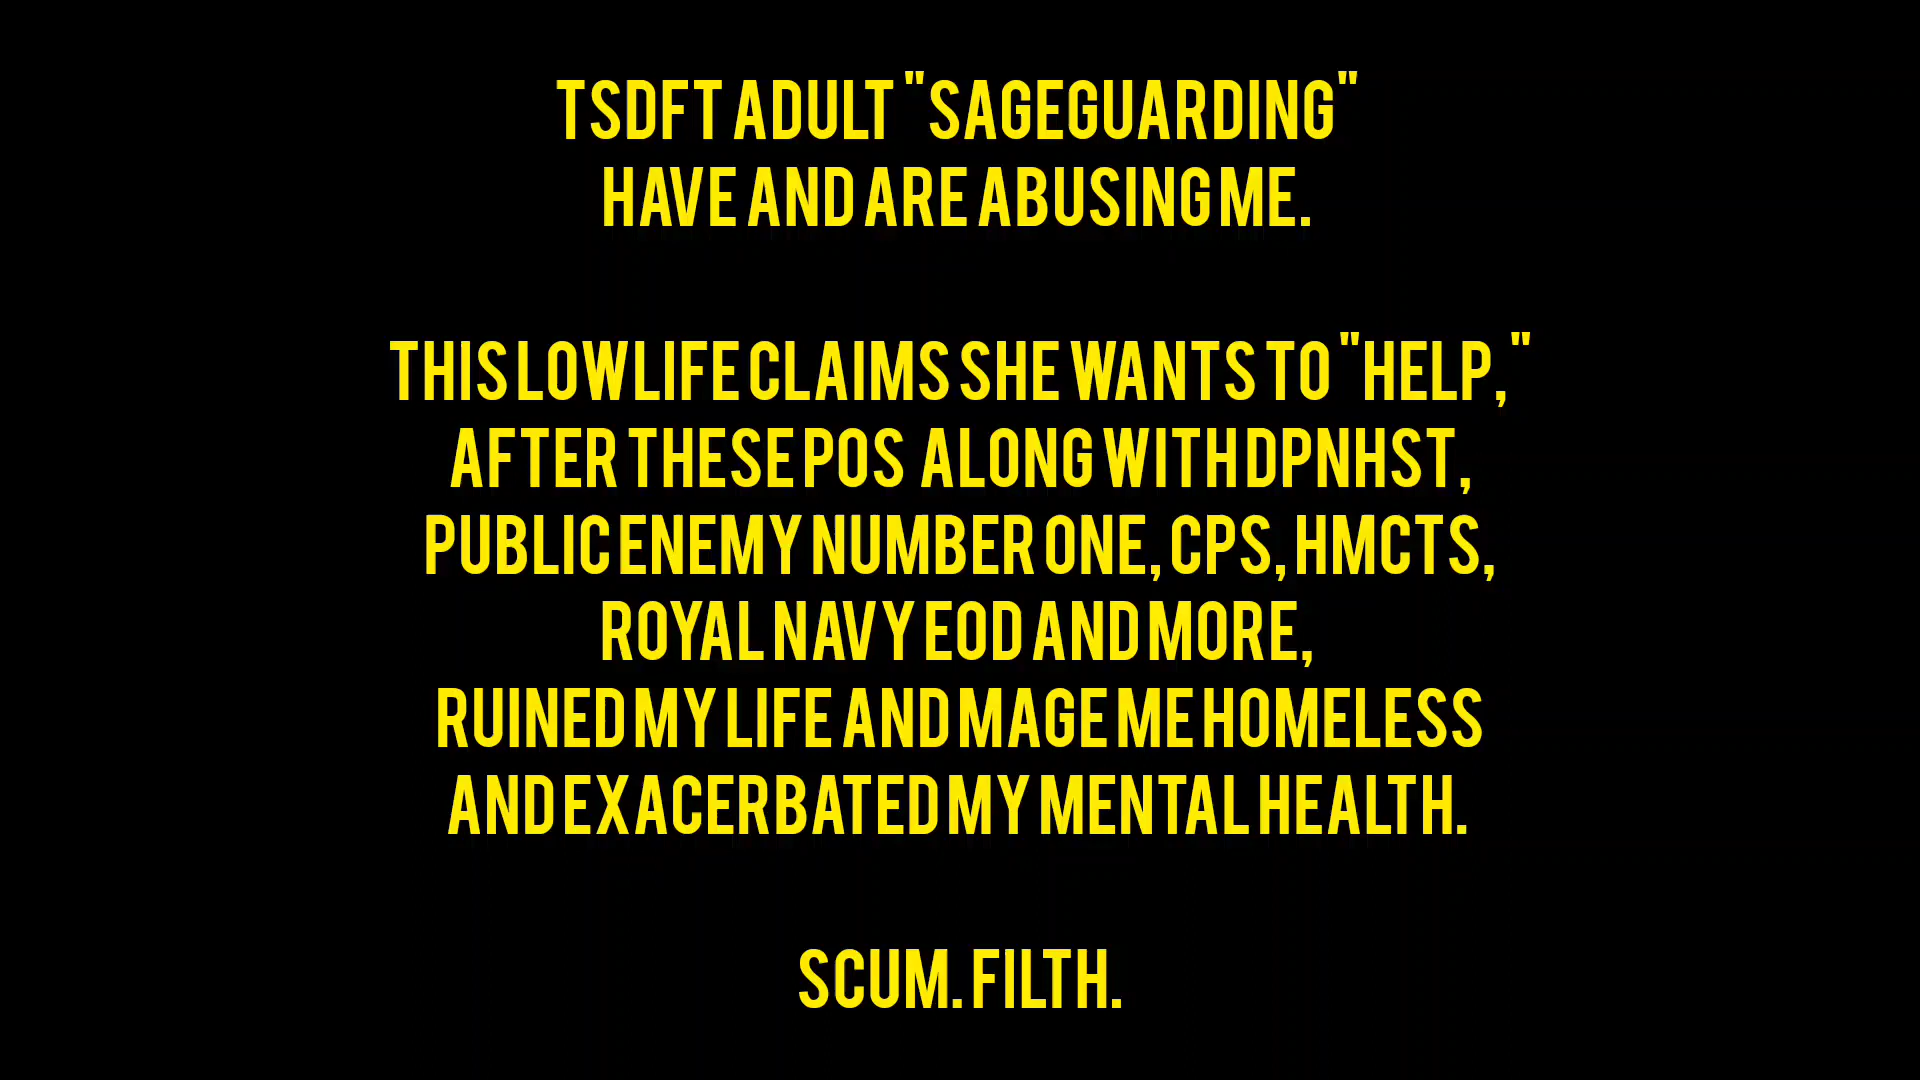 TSDFT ADULT "SAGEGUARDING"
HAVE AND ARE ABUSING ME.
THIS LOWLIFE CLAIMS SHE WANTS TO "HELP,"
AFTER THESE POS ALONG WITH DPNHST,
PUBLIC ENEMY NUMBER ONE, CPS, HMCTS,
ROYAL NAVY EOD AND MORE,
RUINED MY LIFE AND MAGE ME HOMELESS
AND EXACERBATED MY MENTAL HEALTH.
SCUM. FILTH.